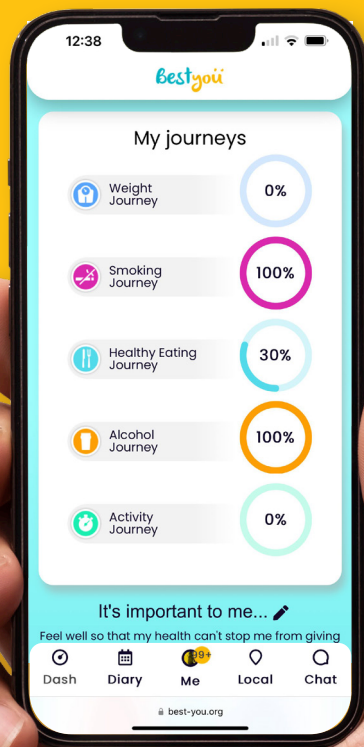 12:38
Bestyou
My journeys
Weight
Journey
0%
Smoking
Journey
100%
Healthy Eating
Journey
30%
Alcohol
Journey
100%
Activity
Journey
0%
It's important to me...
Feel well so that my health can't stop me from giving
99+
Dash Diary Me Local Chat
best-you.org